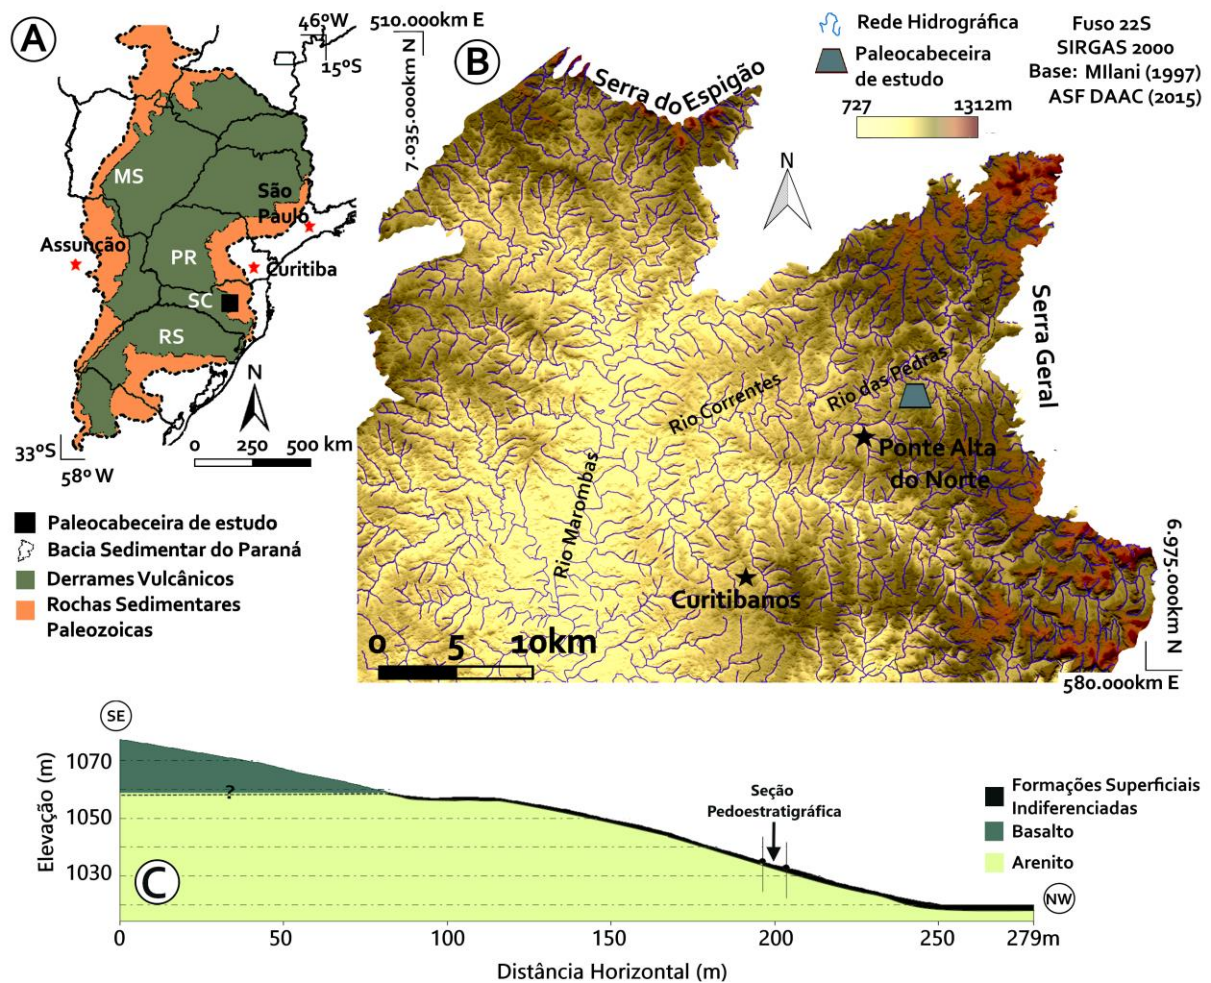 A
46ºW
15ºS
MS
São
Paulo
Assunção
PR
Curitiba
SC
RS
N
0 250 500 km
33ºS
58º W
Paleocabeceira de estudo
Bacia Sedimentar do Paraná
Derrames Vulcânicos
Rochas Sedimentares
Paleozoicas
510.000km E
7.035.000km N
B
Serra do Espigão
Rede Hidrográfica
Paleocabeceira
de estudo
727 1312m
Fuso 22S
SIRGAS 2000
Base: MIlani (1997)
ASF DAAC (2015)
N
Serra Geral
Rio das Pedras
Rio Correntes
Ponte Alta
do Norte
Rio Marombas
Curitibanos
0 5 10km
6.975.000km N
580.000km E
SE
Elevação (m)
1070
1050
1030
?
C
Seção
Pedoestratigráfica
NW
Formações Superficiais
Indiferenciadas
Basalto
Arenito
0 50 100 150 200 250 279m
Distância Horizontal (m)